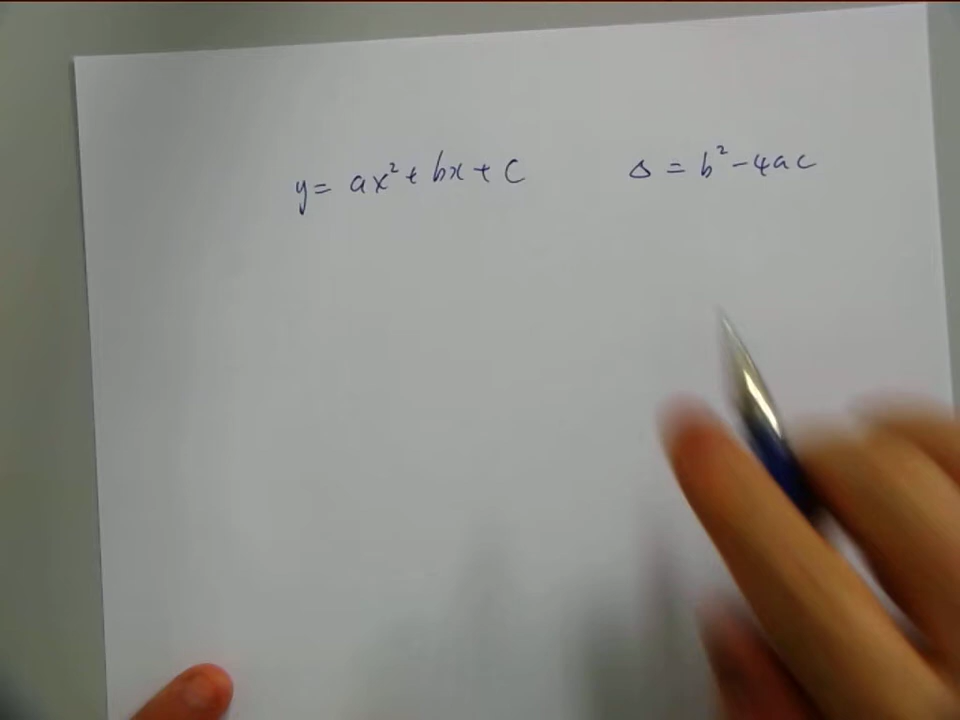 y = ax² + bx + c    Δ = b² - 4ac